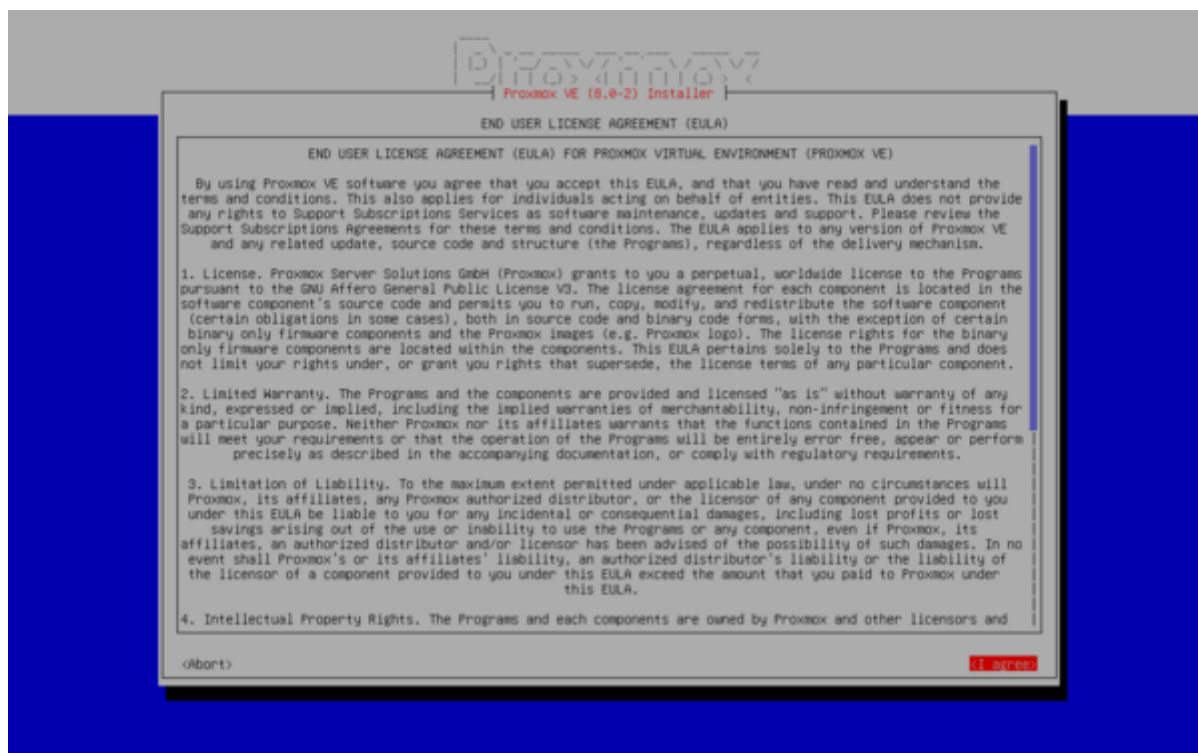 Proxmox
Proxmox VE (8.0-2) Installer
END USER LICENSE AGREEMENT (EULA)
END USER LICENSE AGREEMENT (EULA) FOR PROXMOX VIRTUAL ENVIRONMENT (PROXMOX VE)
By using Proxmox VE software you agree that you accept this EULA, and that you have read and understand the
terms and conditions. This also applies for individuals acting on behalf of entities. This EULA does not provide
any rights to Support Subscriptions Services as software maintenance, updates and support. Please review the
Support Subscriptions Agreements for these terms and conditions. The EULA applies to any version of Proxmox VE
and any related update, source code and structure (the Programs), regardless of the delivery mechanism.
1. License. Proxmox Server Solutions GmbH (Proxmox) grants to you a perpetual, worldwide license to the Programs
pursuant to the GNU Affero General Public License V3. The license agreement for each component is located in the
software component's source code and permits you to run, copy, modify, and redistribute the software component
(certain obligations in some cases), both in source code and binary code forms, with the exception of certain
binary only firmware components and the Proxmox images (e.g. Proxmox logo). The license rights for the binary
only firmware components are located within the components. This EULA pertains solely to the Programs and does
not limit your rights under, or grant you rights that supersede, the license terms of any particular component.
2. Limited Warranty. The Programs and the components are provided and licensed "as is" without warranty of any
kind, expressed or implied, including the implied warranties of merchantability, non-infringement or fitness for
a particular purpose. Neither Proxmox nor its affiliates warrants that the functions contained in the Programs
will meet your requirements or that the operation of the Programs will be entirely error free, appear or perform
precisely as described in the accompanying documentation, or comply with regulatory requirements.
3. Limitation of Liability. To the maximum extent permitted under applicable law, under no circumstances will
Proxmox, its affiliates, any Proxmox authorized distributor, or the licensor of any component provided to you
under this EULA be liable to you for any incidental or consequential damages, including lost profits or lost
savings arising out of the use or inability to use the Programs or any component, even if Proxmox, its
affiliates, an authorized distributor and/or licensor has been advised of the possibility of such damages. In no
event shall Proxmox's or its affiliates' liability, an authorized distributor's liability or the liability of
the licensor of a component provided to you under this EULA exceed the amount that you paid to Proxmox under
this EULA.
4. Intellectual Property Rights. The Programs and each components are owned by Proxmox and other licensors and
<Abort>
<I agree>